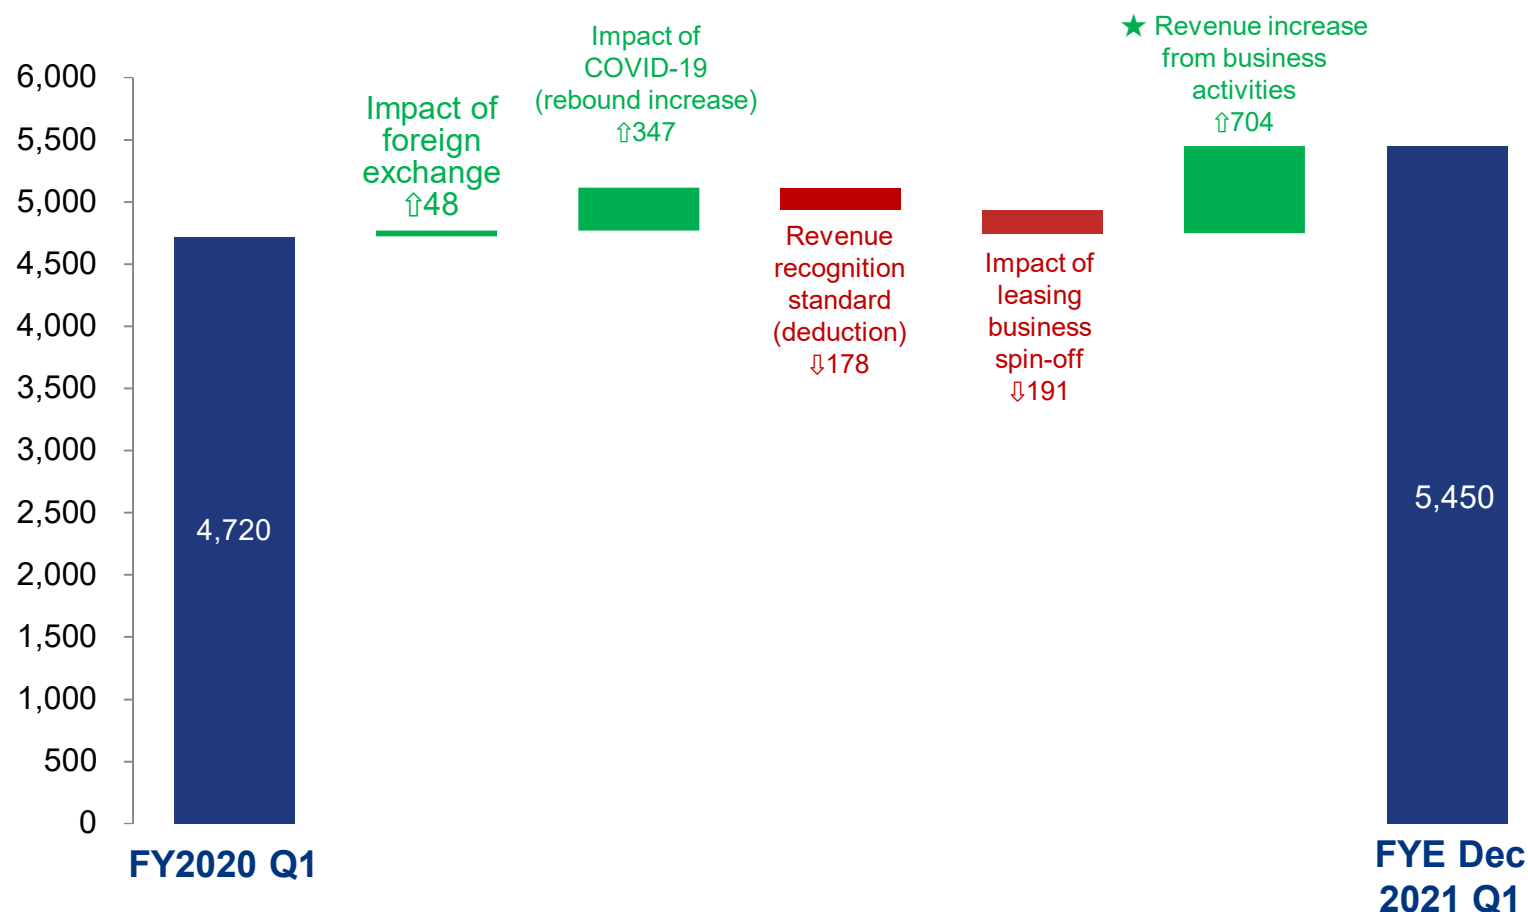 6,000
5,500
5,000
4,500
4,000
3,500
3,000
2,500
2,000
1,500
1,000
500
0
4,720
FY2020 Q1
Impact of
foreign
exchange
⇧48
Impact of
COVID-19
(rebound increase)
⇧347
Revenue
recognition
standard
(deduction)
⇩178
Impact of
leasing
business
spin-off
⇩191
★ Revenue increase
from business
activities
⇧704
5,450
FYE Dec
2021 Q1